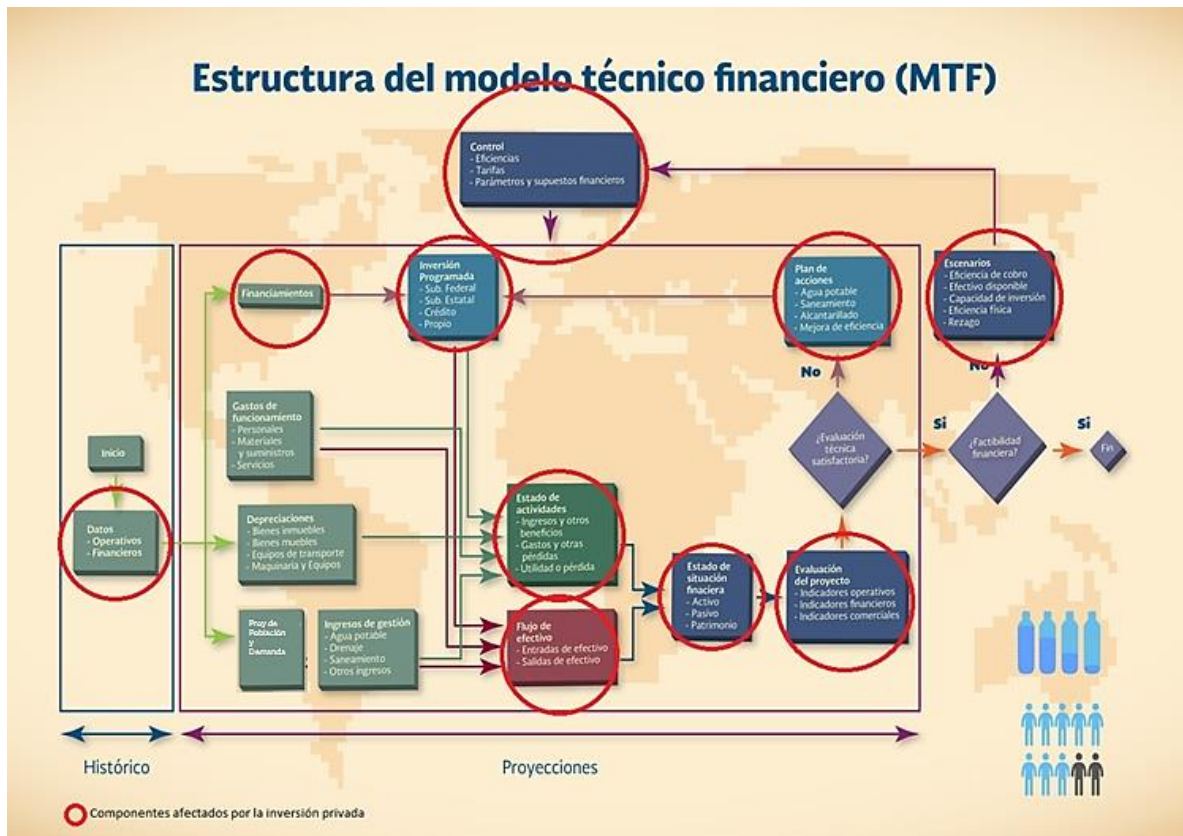 Estructura del modelo técnico financiero (MTF)
Control
- Eficiencias
- Tarifas
- Parámetros y supuestos financieros
Financiamientos
Inversión
Programada
- Sub. Federal
- Sub. Estatal
- Crédito
- Propio
Plan de
acciones
- Agua potable
- Saneamiento
- Alcantarillado
- Mejora de eficiencia
Escenarios
- Eficiencia de cobro
- Efectivo disponible
- Capacidad de inversión
- Eficiencia física
- Rezago
No
No
Gastos de
funcionamiento
- Personales
- Materiales
y suministros
- Servicios
Inicio
¿Evaluación
técnica
satisfactoria?
Si
¿Factibilidad
financiera?
Si
Fin
Datos
- Operativos
- Financieros
Depreciaciones
- Bienes inmuebles
- Bienes muebles
- Equipos de transporte
- Maquinaria y Equipos
Estado de
actividades
- Ingresos y otros
beneficios
- Gastos y otras
pérdidas
- Utilidad o pérdida
Estado de
situación
finaciera
- Activo
- Pasivo
- Patrimonio
Evaluación
del proyecto
- Indicadores operativos
- Indicadores financieros
- Indicadores comerciales
Proy de
Población
y
Demanda
Ingresos de gestión
- Agua potable
- Drenaje
- Saneamiento
- Otros ingresos
Flujo de
efectivo
- Entradas de efectivo
- Salidas de efectivo
Histórico
Proyecciones
Componentes afectados por la inversión privada